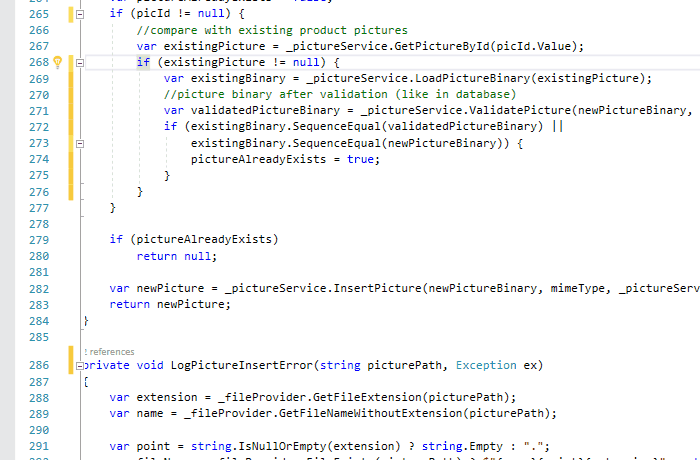 265 if (picId != null) {
266 //compare with existing product pictures
267 var existingPicture = _pictureService.GetPictureById(picId.Value);
268 if (existingPicture != null) {
269 var existingBinary = _pictureService.LoadPictureBinary(existingPicture);
270 //picture binary after validation (like in database)
271 var validatedPictureBinary = _pictureService.ValidatePicture(newPictureBinary,
272 if (existingBinary.SequenceEqual(validatedPictureBinary) ||
273 existingBinary.SequenceEqual(newPictureBinary)) {
274 pictureAlreadyExists = true;
275 }
276 }
277 }
278
279 if (pictureAlreadyExists)
280 return null;
281
282 var newPicture = _pictureService.InsertPicture(newPictureBinary, mimeType, _pictureServ
283 return newPicture;
284 }
285
references
286 private void LogPictureInsertError(string picturePath, Exception ex)
287 {
288 var extension = _fileProvider.GetFileExtension(picturePath);
289 var name = _fileProvider.GetFileNameWithoutExtension(picturePath);
290
291 var point = string.IsNullOrEmpty(extension) ? string.Empty : ".";